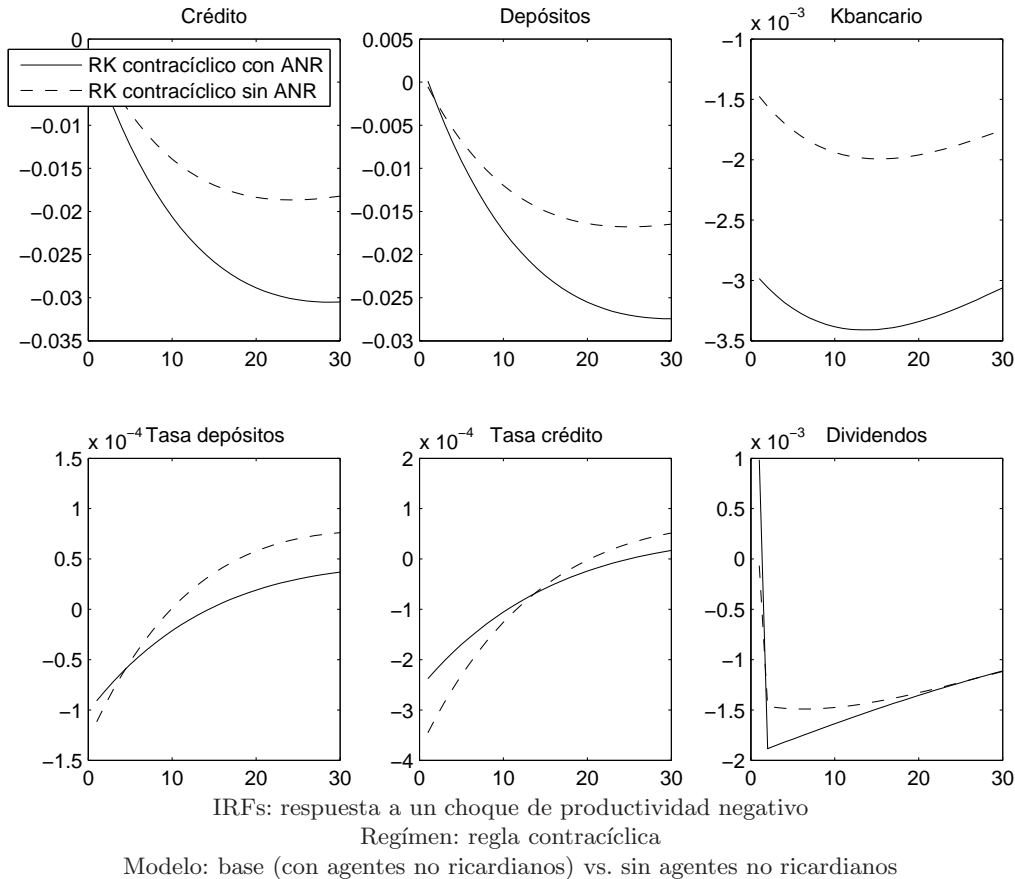 Crédito
0
−0.01
−0.015
−0.02
−0.025
−0.03
−0.035
0 10 20 30
RK contracíclico con ANR
RK contracíclico sin ANR
Depósitos
0.005
0
−0.005
−0.01
−0.015
−0.02
−0.025
−0.03
0 10 20 30
Kbancario
x 10−3
−1
−1.5
−2
−2.5
−3
−3.5
0 10 20 30
x 10−4 Tasa depósitos
1.5
1
0.5
0
−0.5
−1
−1.5
0 10 20 30
x 10−4 Tasa crédito
2
1
0
−1
−2
−3
−4
0 10 20 30
x 10−3 Dividendos
1
0.5
0
−0.5
−1
−1.5
−2
0 10 20 30
IRFs: respuesta a un choque de productividad negativo
Regímen: regla contracíclica
Modelo: base (con agentes no ricardianos) vs. sin agentes no ricardianos